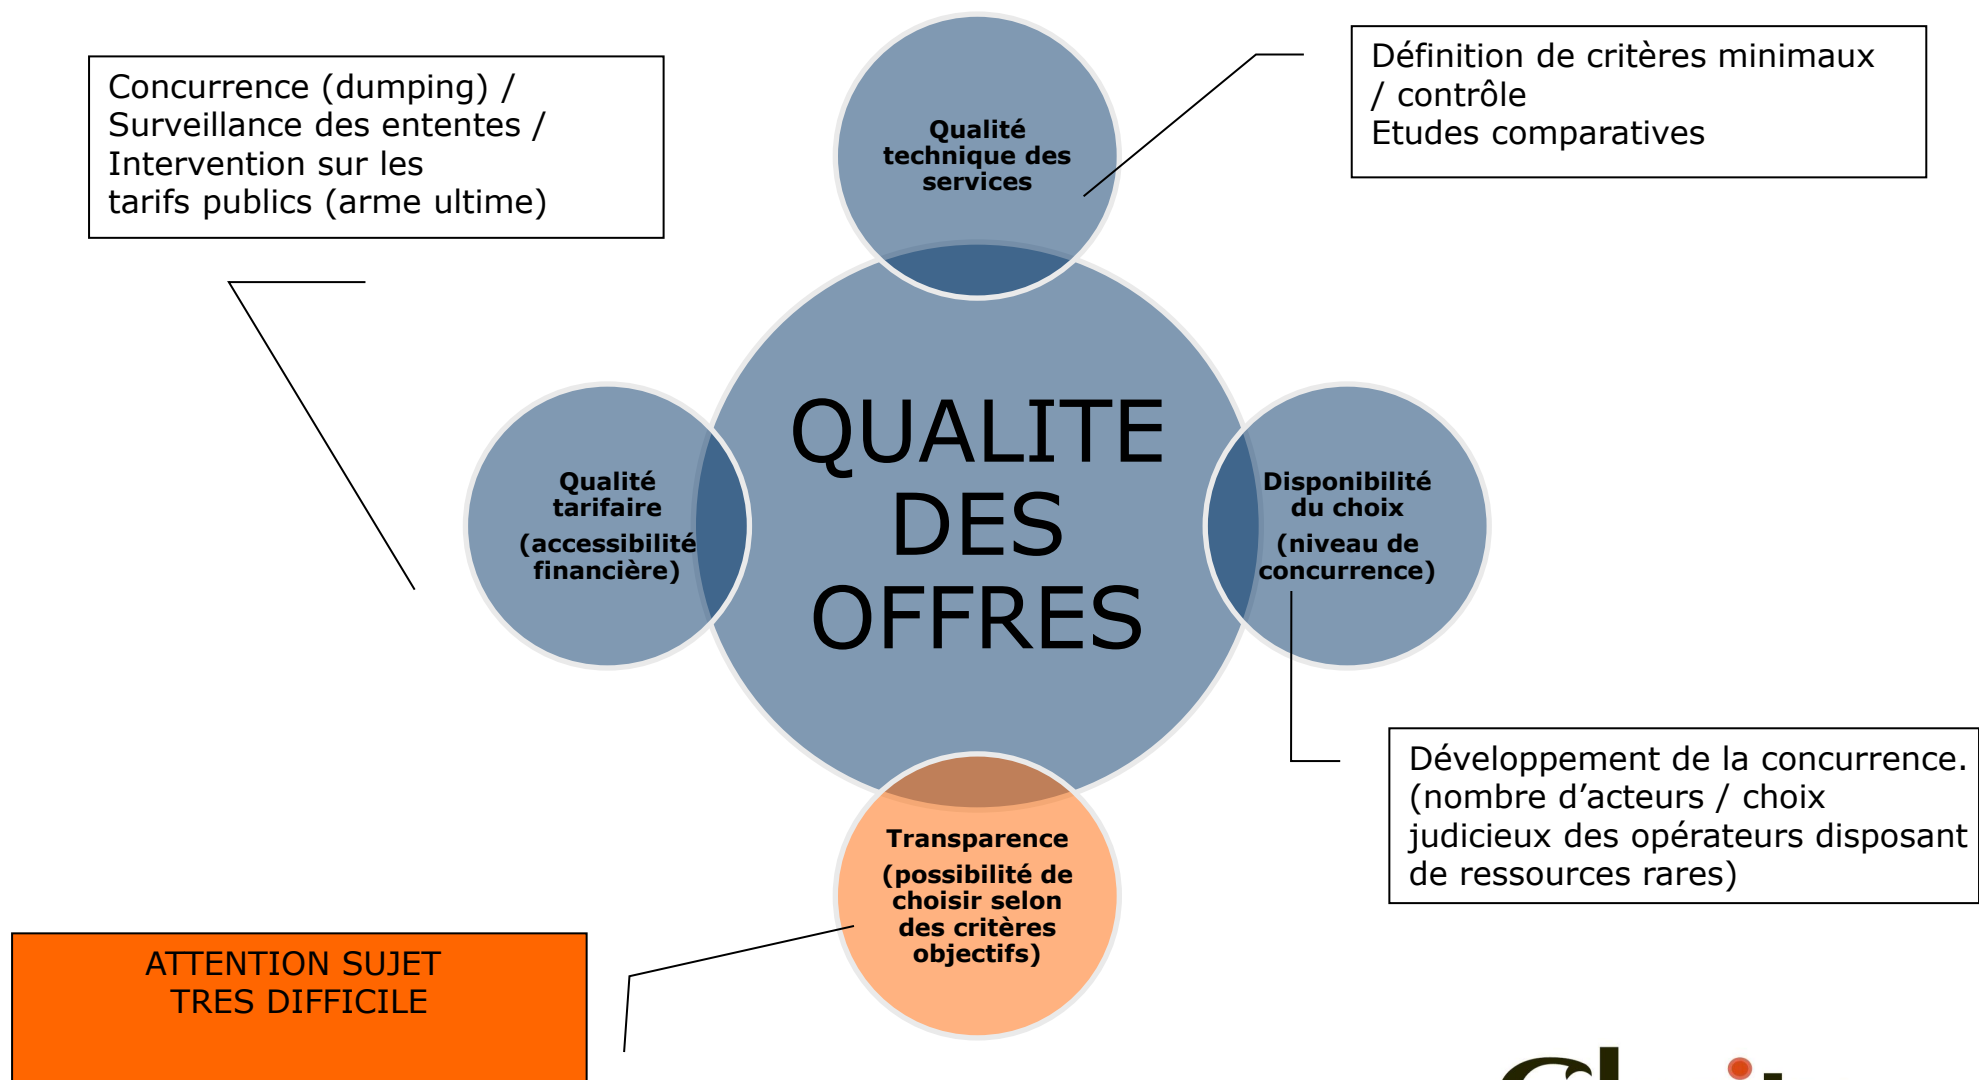 Concurrence (dumping) /
Surveillance des ententes /
Intervention sur les
tarifs publics (arme ultime)
Qualité
technique des
services
Définition de critères minimaux
/ contrôle
Etudes comparatives
QUALITE
DES
OFFRES
Qualité
tarifaire
(accessibilité
financière)
Disponibilité
du choix
(niveau de
concurrence)
Transparence
(possibilité de
choisir selon
des critères
objectifs)
Développement de la concurrence.
(nombre d’acteurs / choix
judicieux des opérateurs disposant
de ressources rares)
ATTENTION SUJET
TRES DIFFICILE